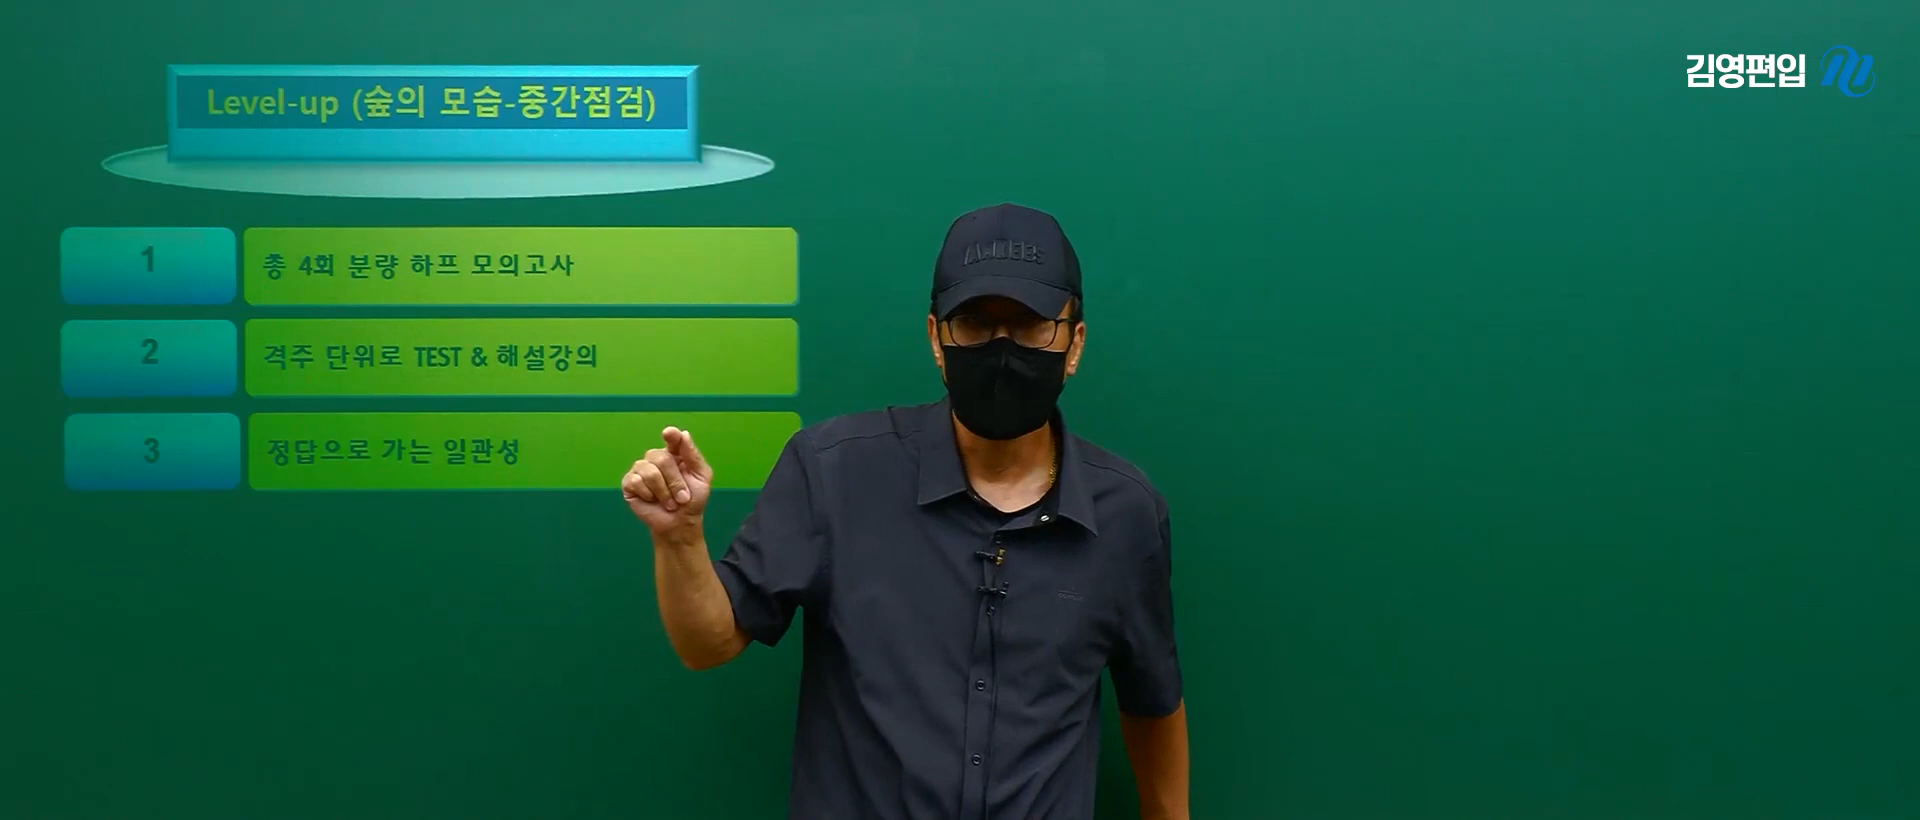 Level-up (숲의 모습-중간점검)
김영편입
1 총 4회 분량 하프 모의고사
2 격주 단위로 TEST & 해설강의
3 정답으로 가는 일관성
YANKEES